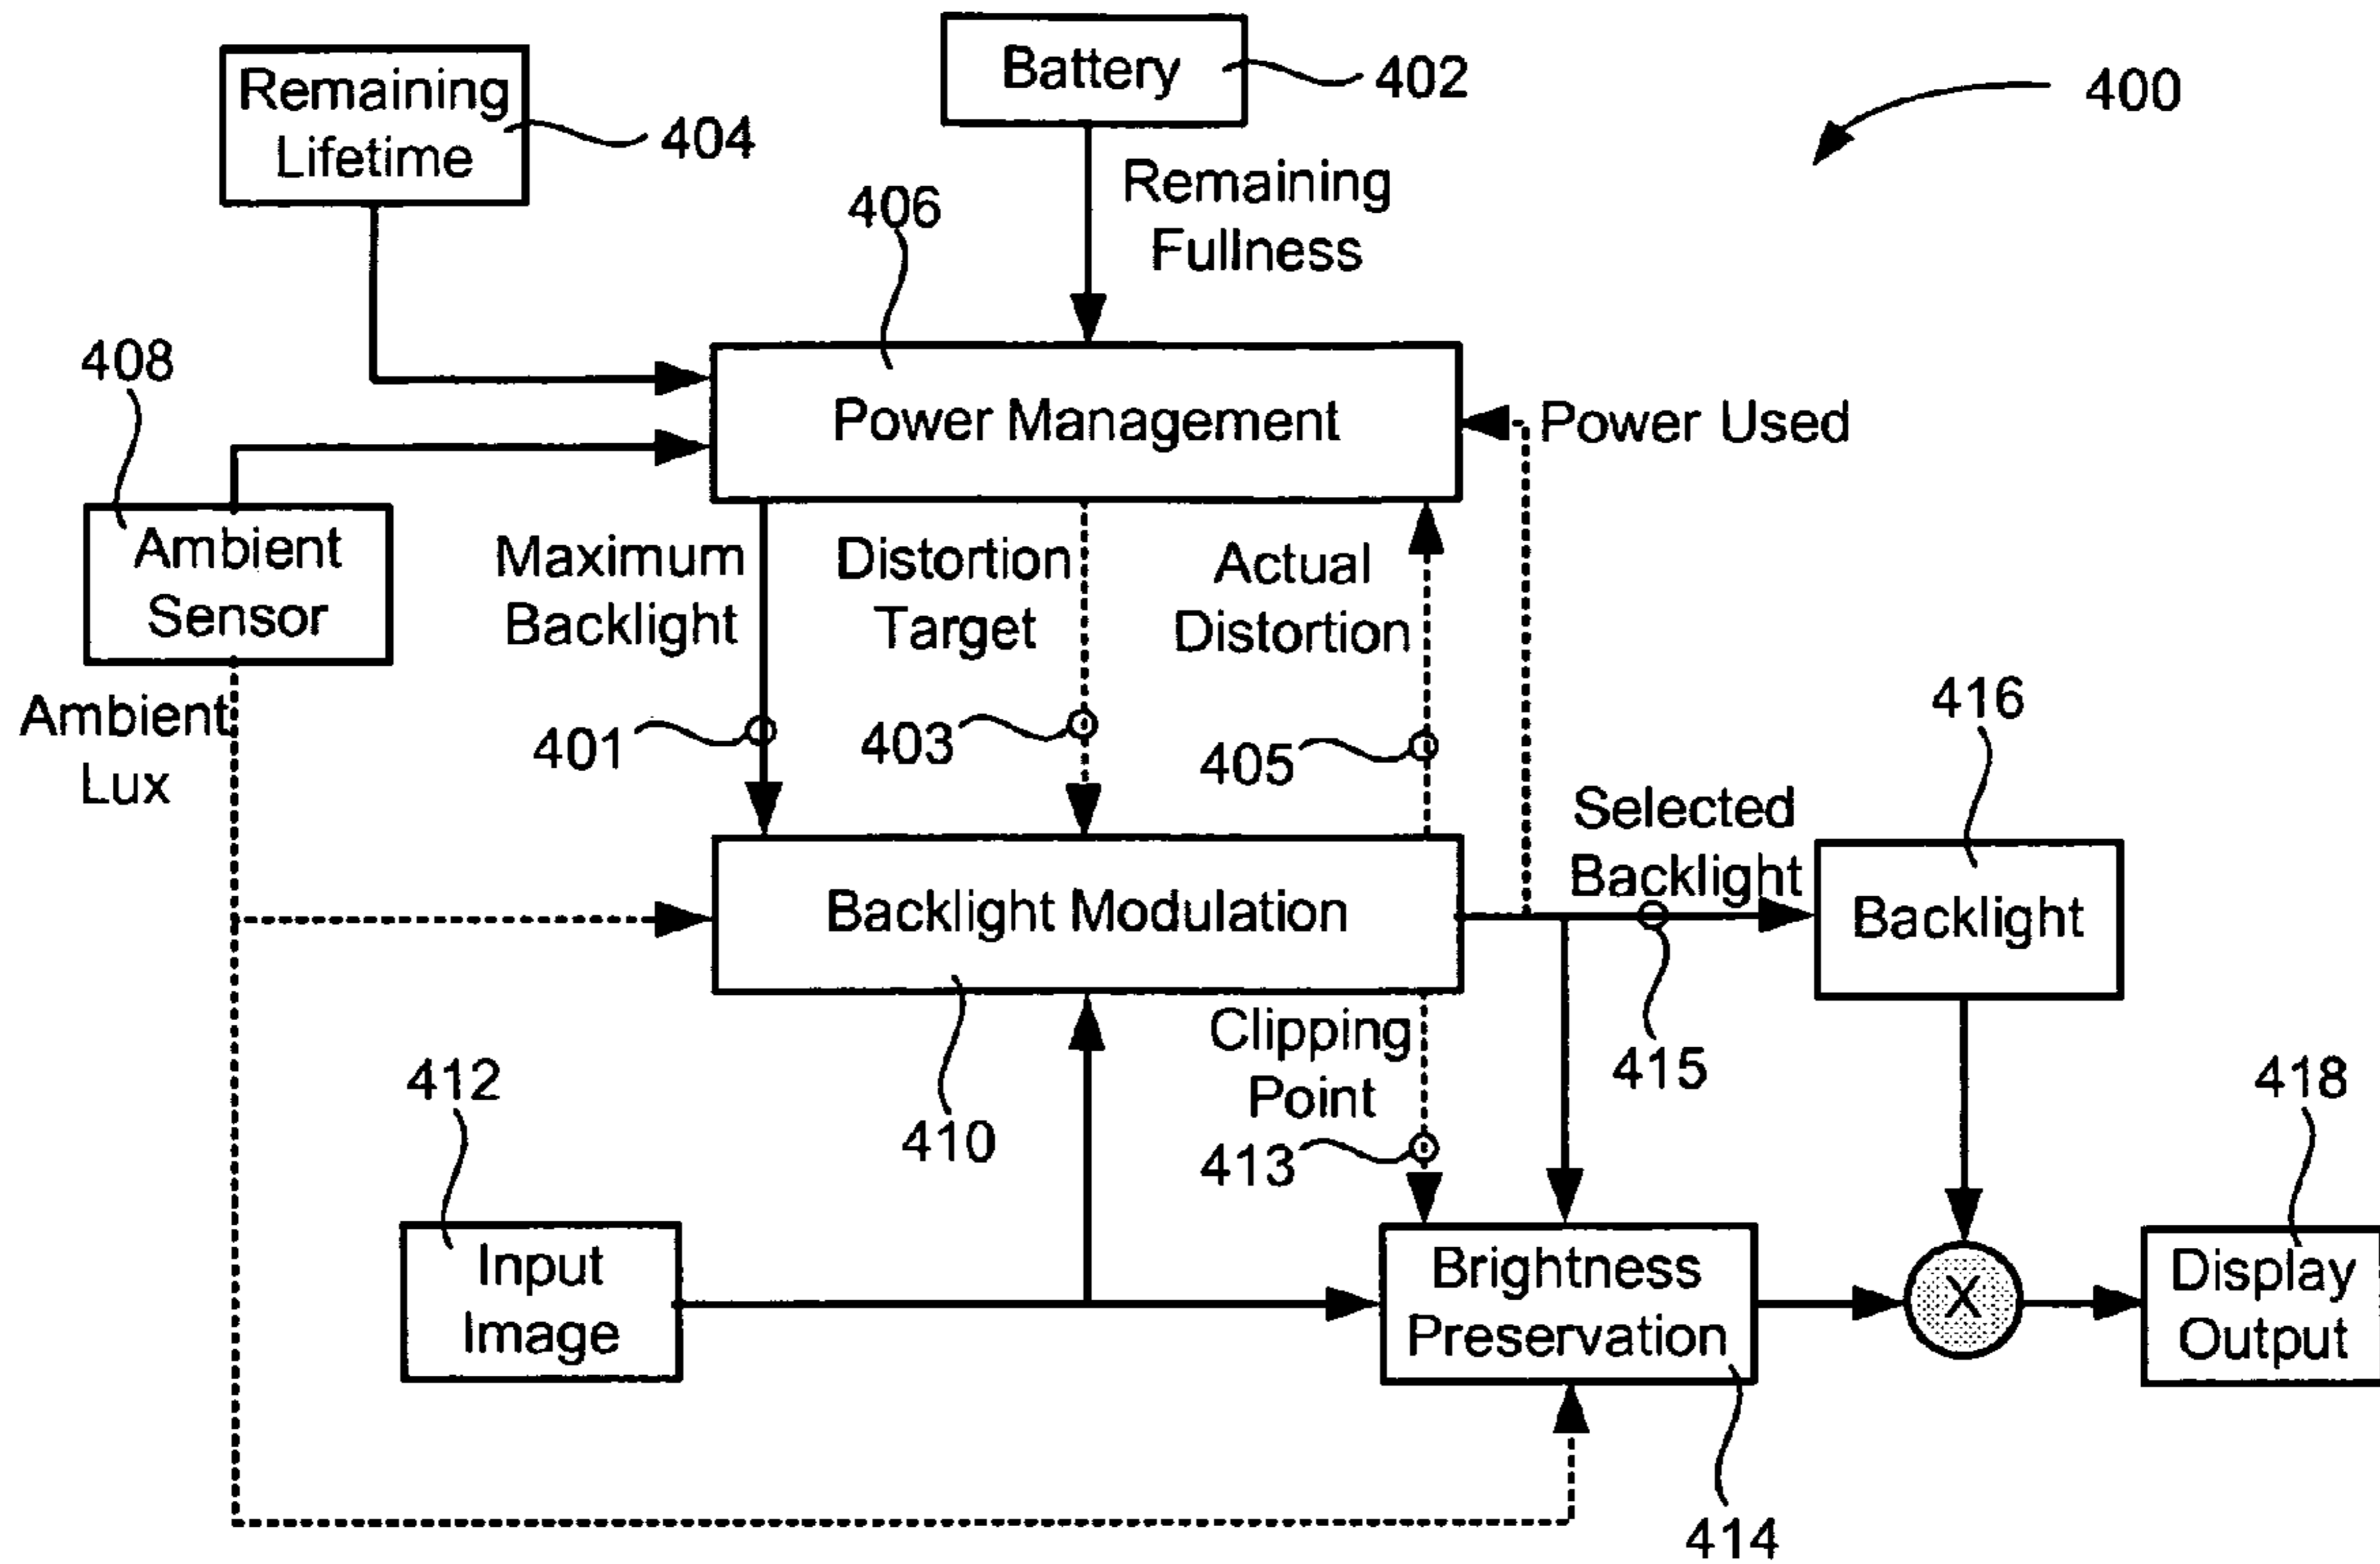 Battery
402
400
Remaining
Lifetime
404
Remaining
Fullness
406
408
Power Management
Power Used
Ambient
Sensor
Maximum
Backlight
Distortion
Target
Actual
Distortion
Ambient
Lux
401
403
405
416
Selected
Backlight
Backlight Modulation
Backlight
Clipping
Point
415
412
410
413
418
Input
Image
Brightness
Preservation
X
Display
Output
414